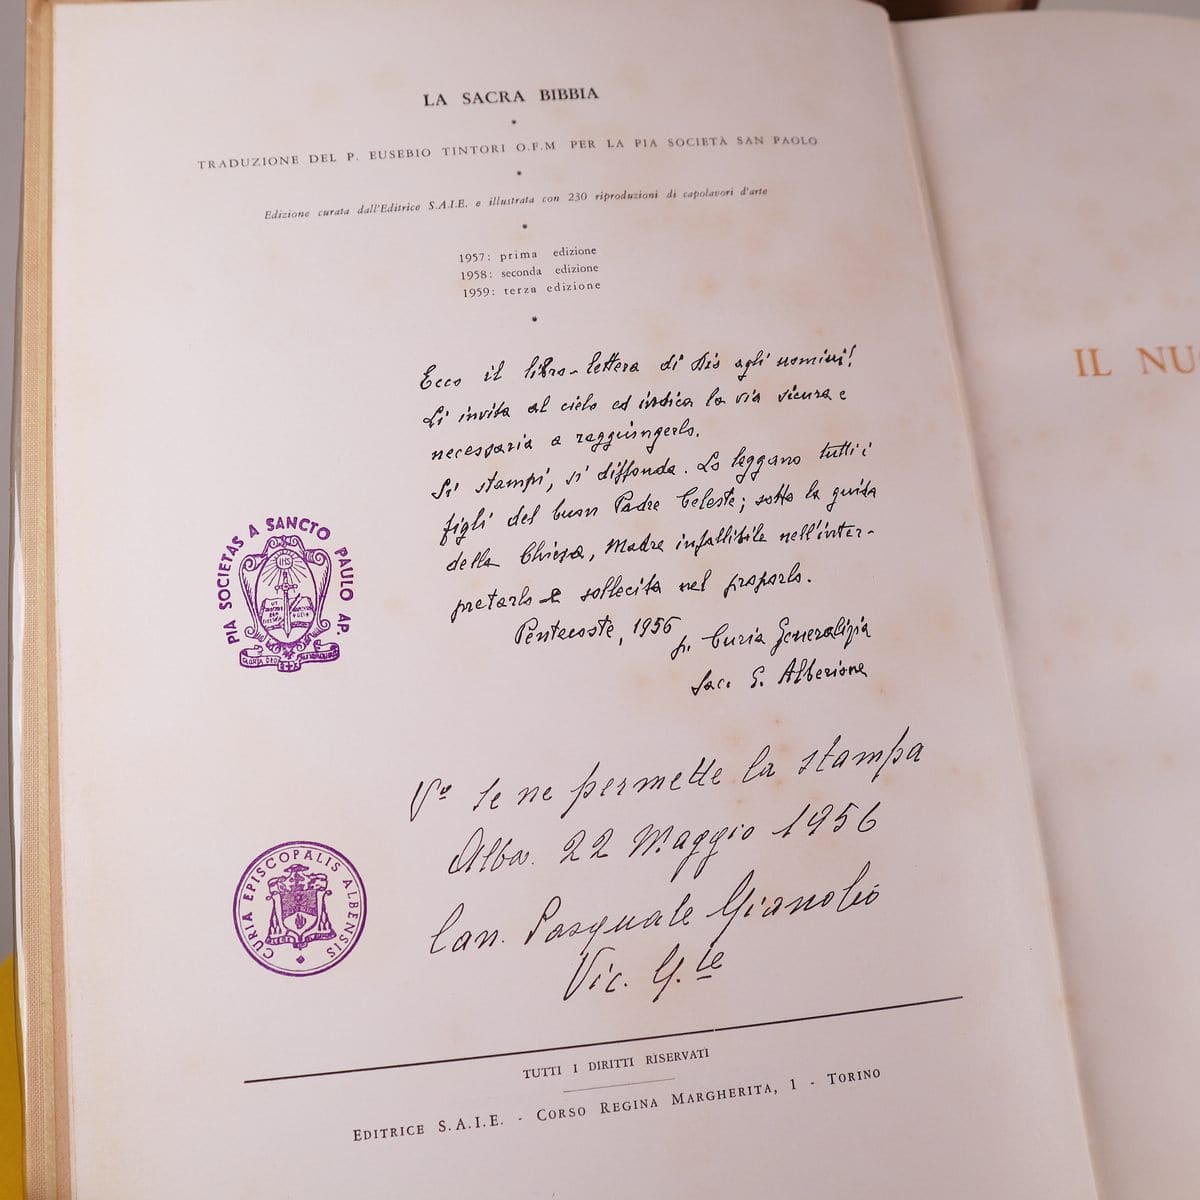 LA SACRA BIBBIA
TRADUZIONE DEL P. EUSEBIO TINTORI O.F.M PER LA PIA SOCIETÀ SAN PAOLO
Edizione curata dall'Editrice S.A.I.E. e illustrata con 230 riproduzioni di capolavori d'arte
1957: prima edizione
1958: seconda edizione
1959: terza edizione
Ecco il libro-lettera di Dio agli uomini!
Li invita al cielo ed indica la via sicura e
necessaria a raggiungerlo.
Si stampi, si diffonda. Lo leggano tutti i
figli del buon Padre Celeste; sotto la guida
della Chiesa, Madre infallibile nell'inter-
pretarlo e sollecita nel proporlo.
Pentecoste, 1956
p. Curia Generalizia
Sac. G. Alberione
PIA SOCIETAS A SANCTO PAULO AP.
IHS
Vo se ne permette la stampa
Alba. 22 Maggio 1956
Can. Pasquale Gianolio
Vic. G.le
CURIA EPISCOPALIS ALBENSIS
TUTTI I DIRITTI RISERVATI
EDITRICE S.A.I.E. - CORSO REGINA MARGHERITA, 1 - TORINO
IL NU